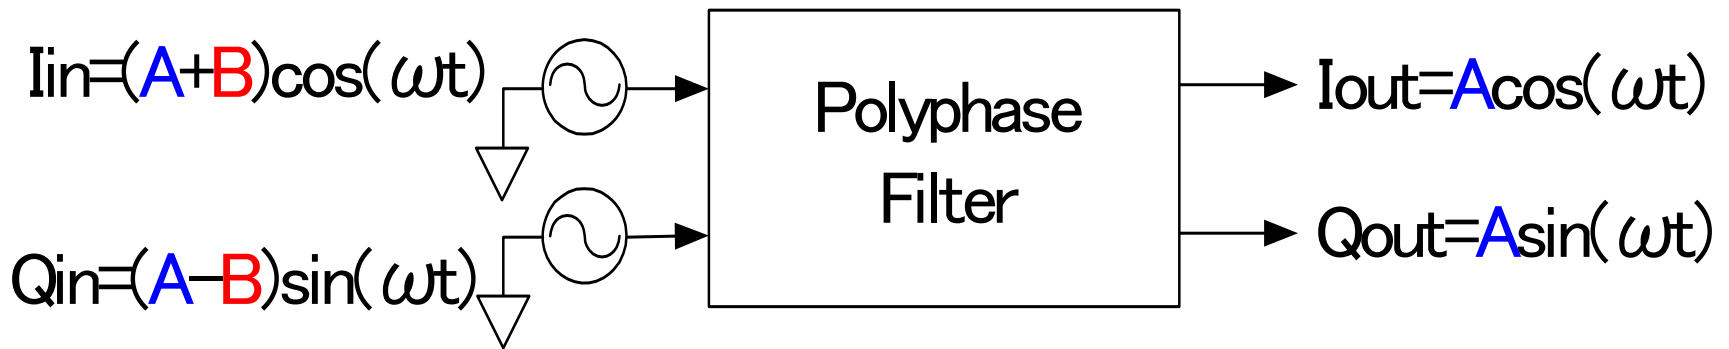 Iin=(A+B)cos(ωt)
Qin=(A−B)sin(ωt)
Polyphase
Filter
Iout=Acos(ωt)
Qout=Asin(ωt)